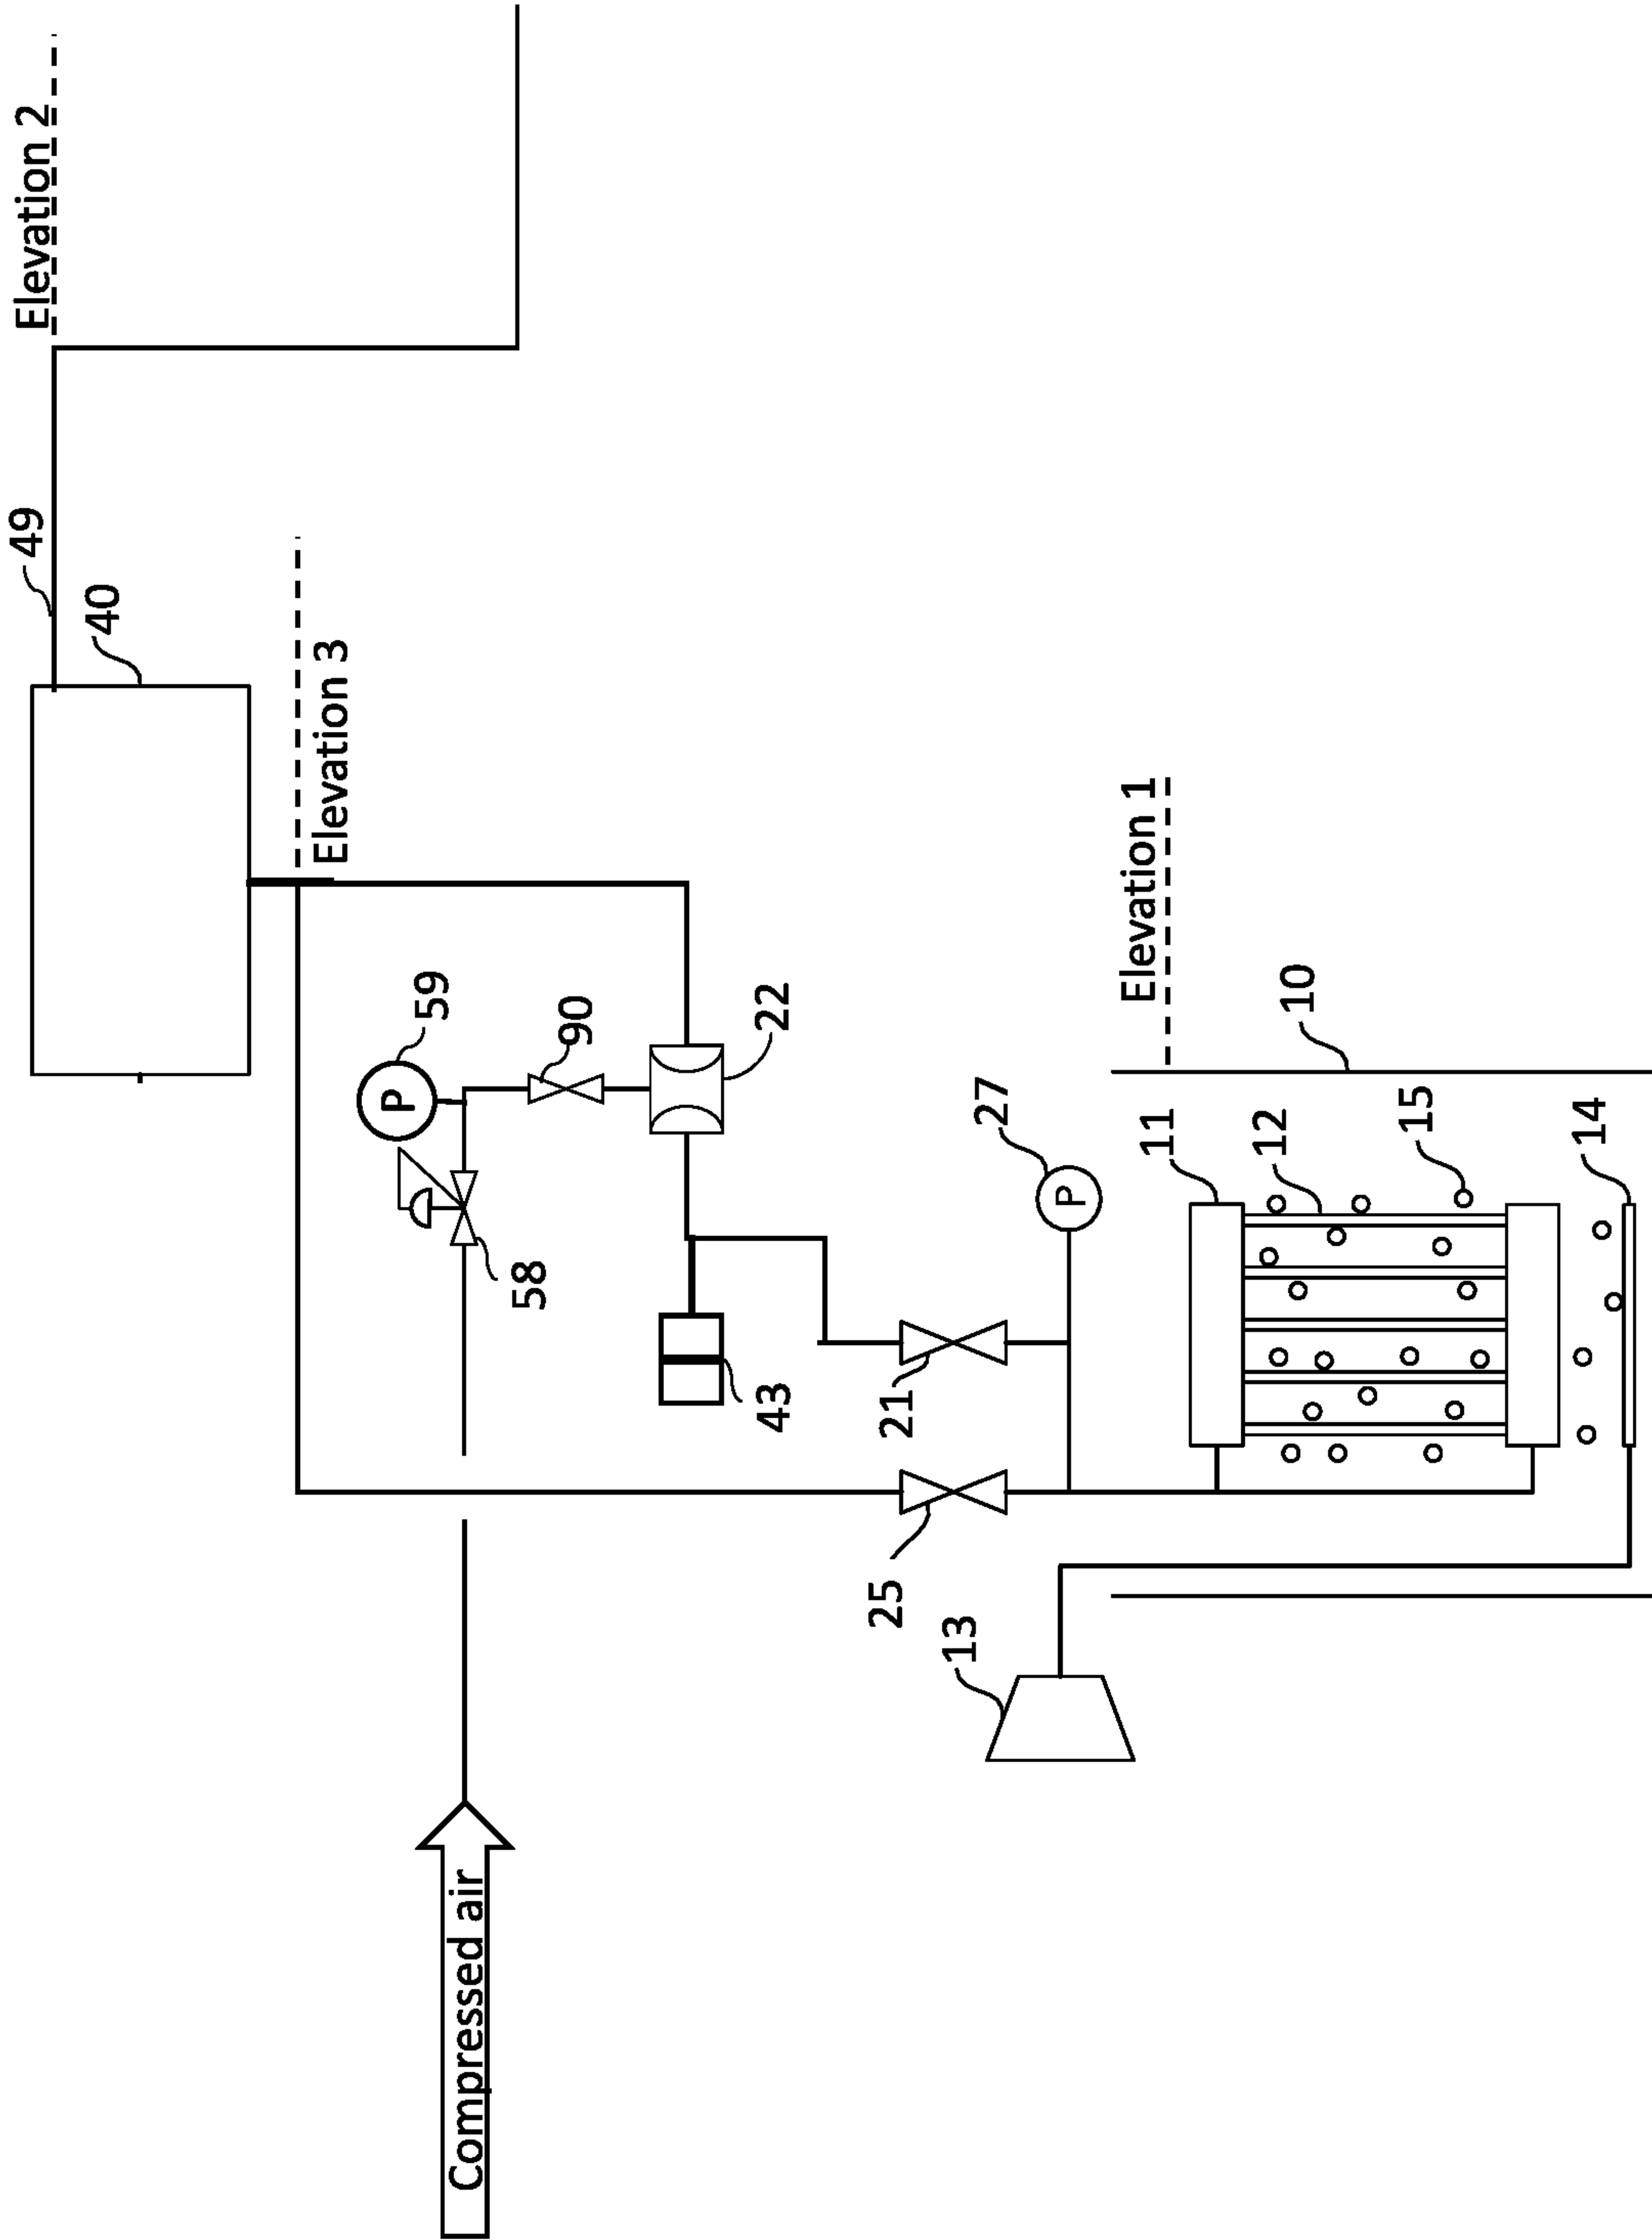 Elevation 2
49
40
Elevation 3
P
59
90
58
22
43
Elevation 1
27
P
21
25
10
11
12
15
14
13
Compressed air